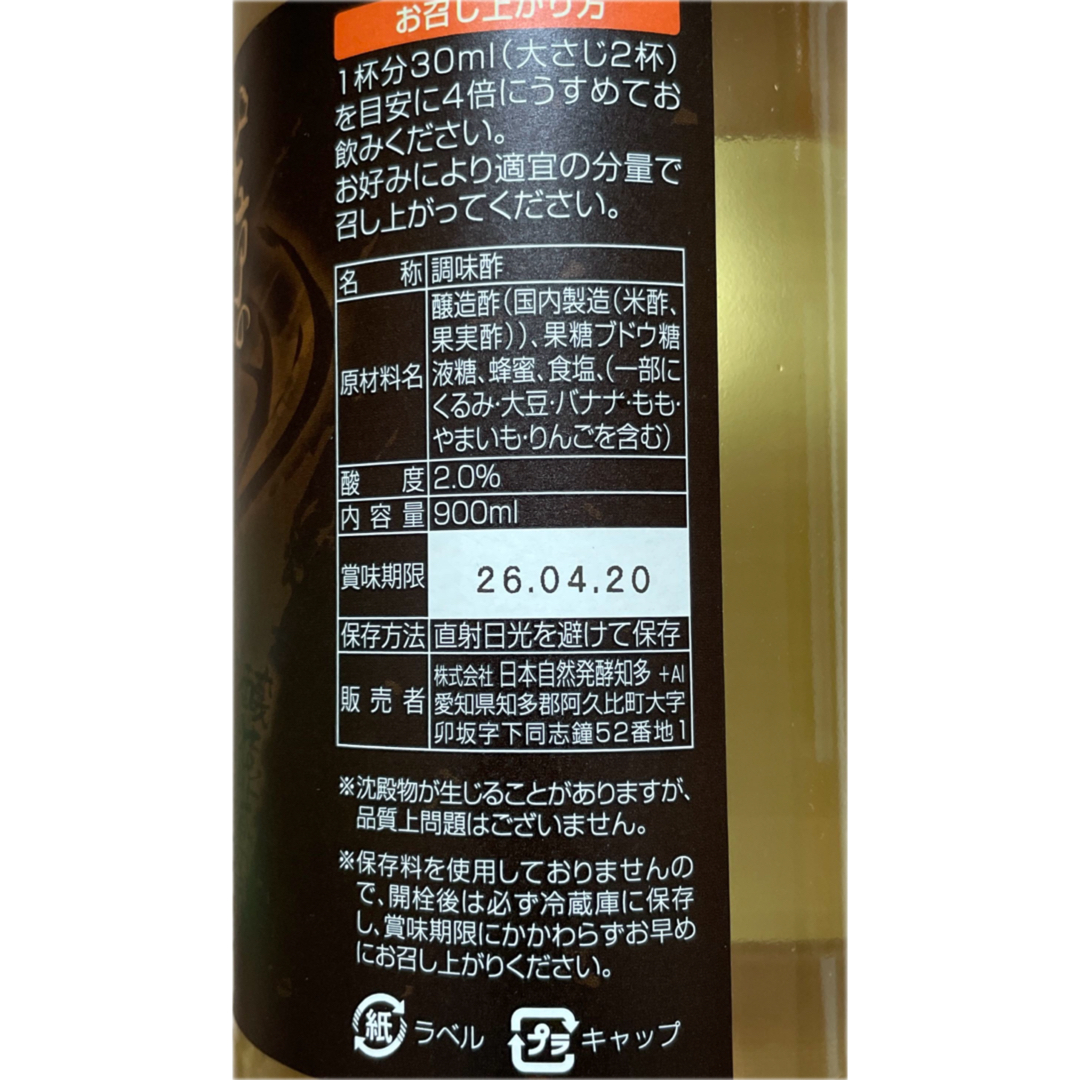 お召し上がり方
1杯分30ml(大さじ2杯)
を目安に4倍にうすめてお
飲みください。
お好みにより適宜の分量で
召し上がってください。
名 称 調味酢
原材料名 醸造酢(国内製造(米酢、
果実酢))、果糖ブドウ糖
液糖、蜂蜜、食塩、(一部に
くるみ・大豆・バナナ・もも・
やまいも・りんごを含む)
酸 度 2.0%
内容量 900ml
賞味期限 26.04.20
保存方法 直射日光を避けて保存
販売者 株式会社 日本自然発酵知多 +AI
愛知県知多郡阿久比町大字
卯坂字下同志鐘52番地1
※沈殿物が生じることがありますが、
品質上問題はございません。
※保存料を使用しておりませんの
で、開栓後は必ず冷蔵庫に保存
し、賞味期限にかかわらずお早め
にお召し上がりください。
紙 ラベル プラ キャップ